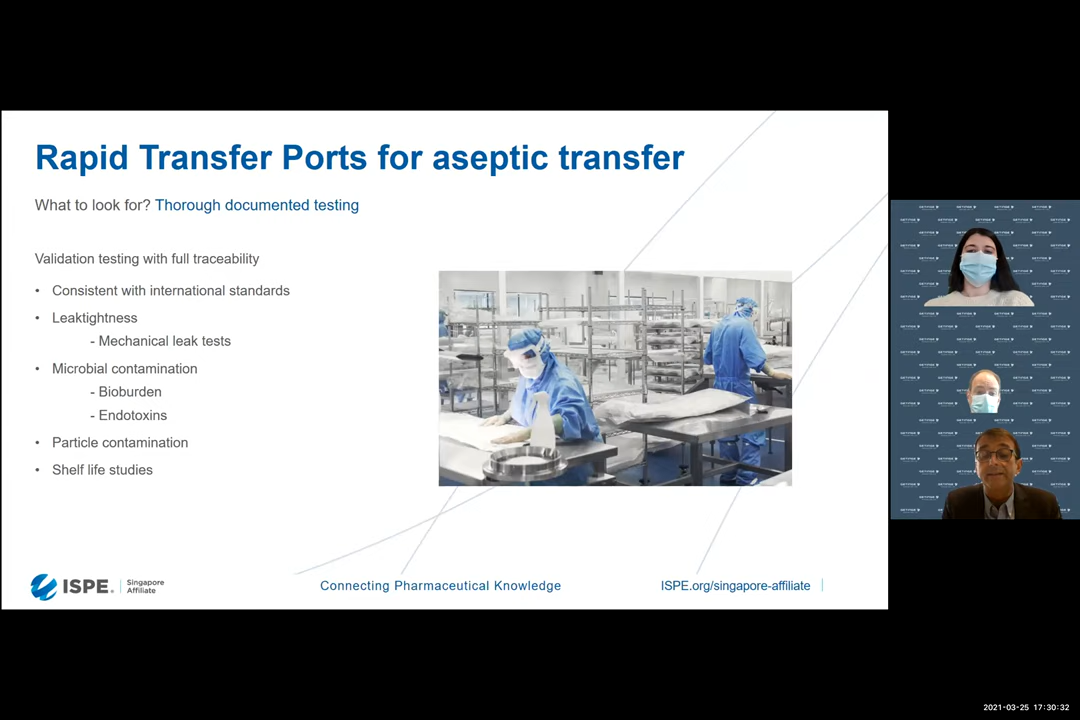 Rapid Transfer Ports for aseptic transfer
What to look for? Thorough documented testing
Validation testing with full traceability
• Consistent with international standards
• Leaktightness
- Mechanical leak tests
• Microbial contamination
- Bioburden
- Endotoxins
• Particle contamination
• Shelf life studies
ISPE. Singapore
Affiliate
Connecting Pharmaceutical Knowledge
ISPE.org/singapore-affiliate
2021-03-25 17:30:32